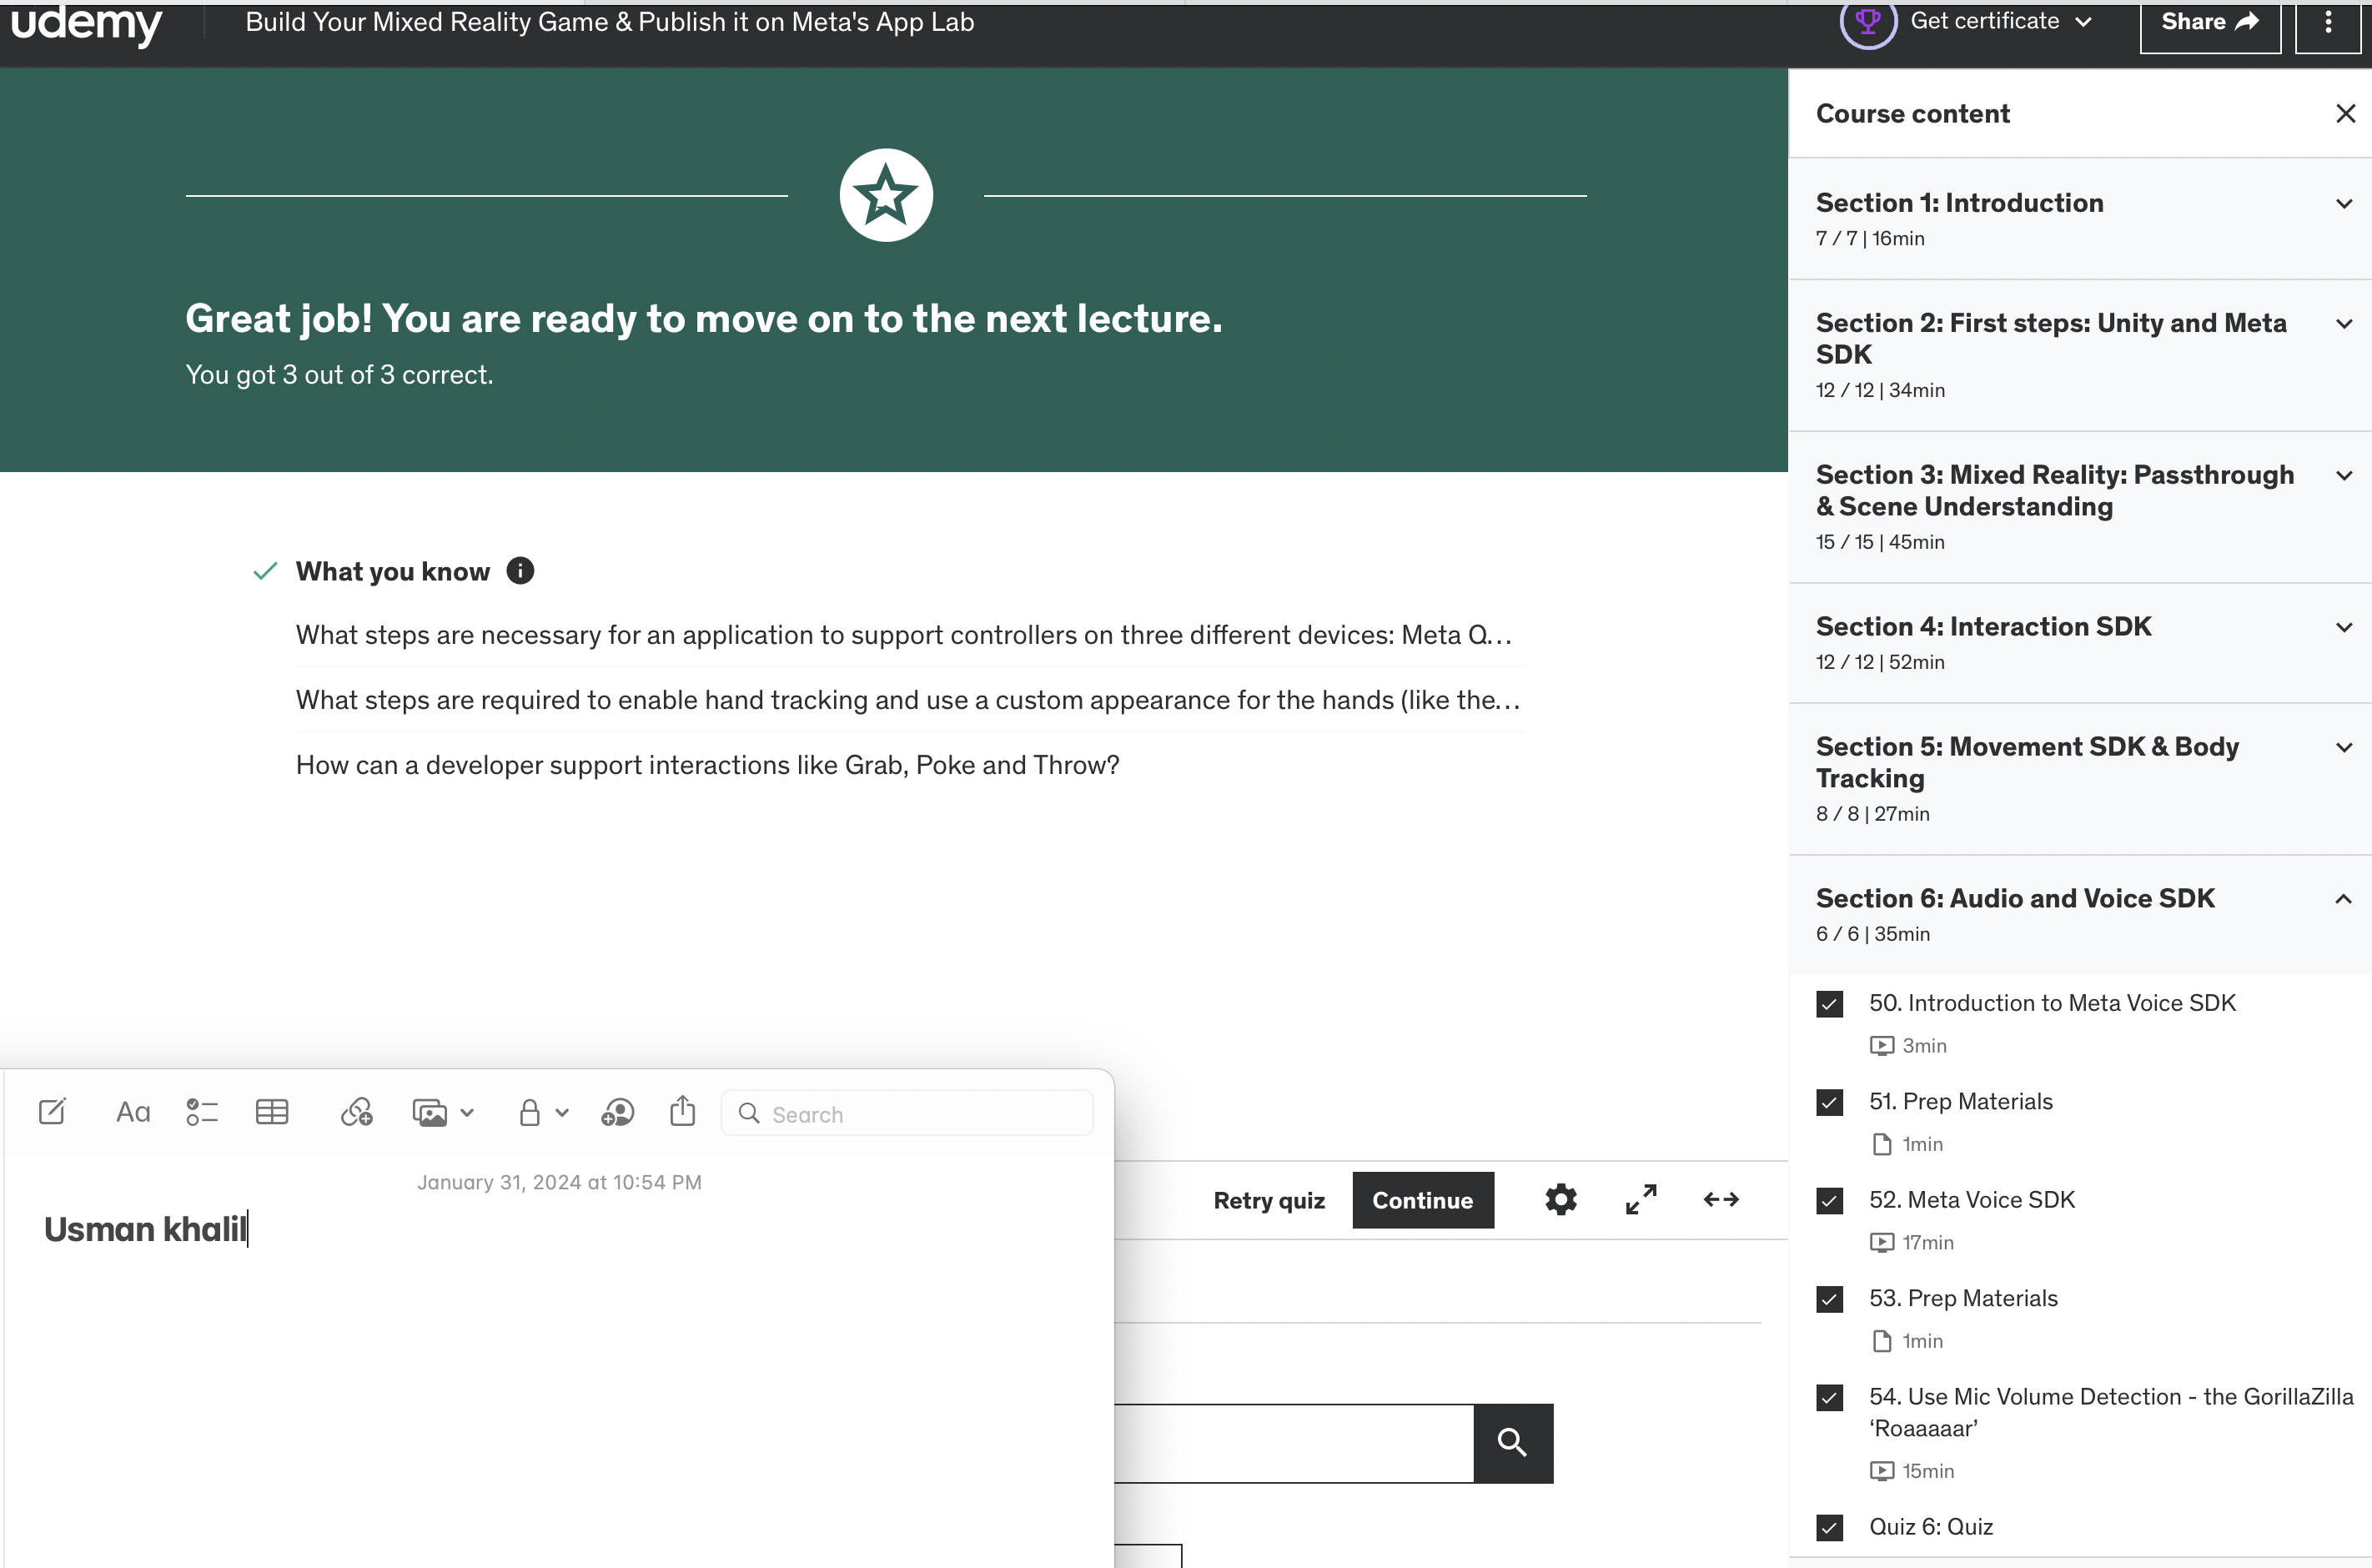 udemy
Build Your Mixed Reality Game & Publish it on Meta's App Lab
Get certificate
Share
Great job! You are ready to move on to the next lecture.
You got 3 out of 3 correct.
What you know
What steps are necessary for an application to support controllers on three different devices: Meta Q...
What steps are required to enable hand tracking and use a custom appearance for the hands (like the...
How can a developer support interactions like Grab, Poke and Throw?
Aa
Search
January 31, 2024 at 10:54 PM
Usman khalil
Retry quiz
Continue
Course content
Section 1: Introduction
7 / 7 | 16min
Section 2: First steps: Unity and Meta
SDK
12 / 12 | 34min
Section 3: Mixed Reality: Passthrough
& Scene Understanding
15 / 15 | 45min
Section 4: Interaction SDK
12 / 12 | 52min
Section 5: Movement SDK & Body
Tracking
8 / 8 | 27min
Section 6: Audio and Voice SDK
6 / 6 | 35min
50. Introduction to Meta Voice SDK
3min
51. Prep Materials
1min
52. Meta Voice SDK
17min
53. Prep Materials
1min
54. Use Mic Volume Detection - the GorillaZilla
‘Roaaaaar’
15min
Quiz 6: Quiz